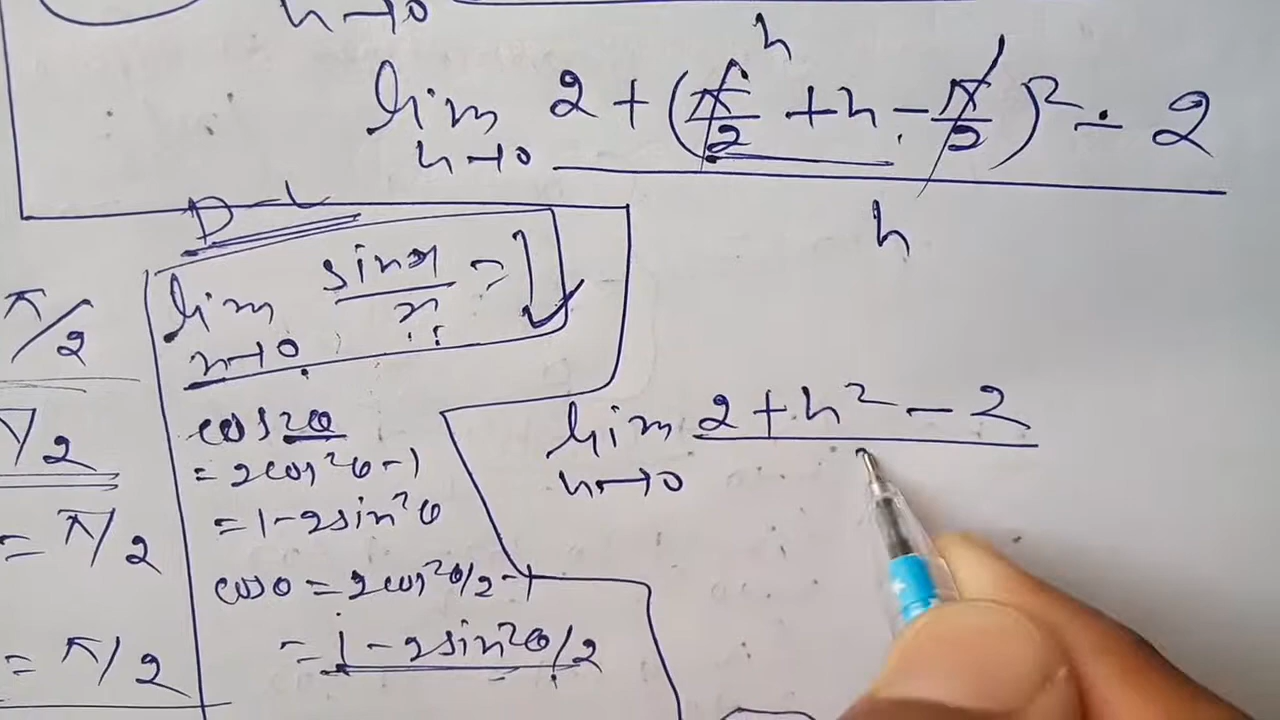 h→0
h
lim 2 + (π/2 + h - π/2)² - 2
h→0
h
D-L
lim sinx/x = 1
x→0
π/2
π/2
= π/2
= π/2
cos2θ
= 2cos²θ-1
= 1-2sin²θ
cosθ = 2cos²θ/2-1
= 1-2sin²θ/2
lim 2+h²-2
h→0